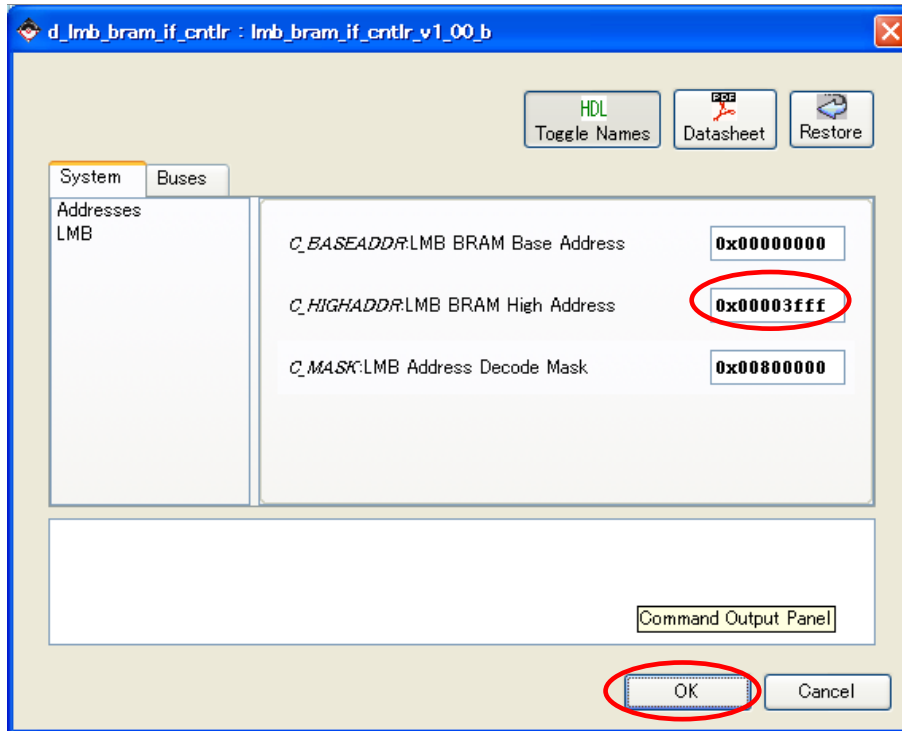 d_lmb_bram_if_cntlr : lmb_bram_if_cntlr_v1_00_b
HDL
Toggle Names
PDF
Datasheet
Restore
System
Buses
Addresses
LMB
C_BASEADDR:LMB BRAM Base Address
0x00000000
C_HIGHADDR:LMB BRAM High Address
0x00003fff
C_MASK:LMB Address Decode Mask
0x00800000
Command Output Panel
OK
Cancel